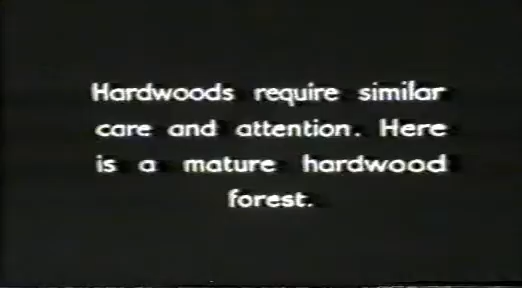 Hardwoods require similar
care and attention. Here
is a mature hardwood
forest.